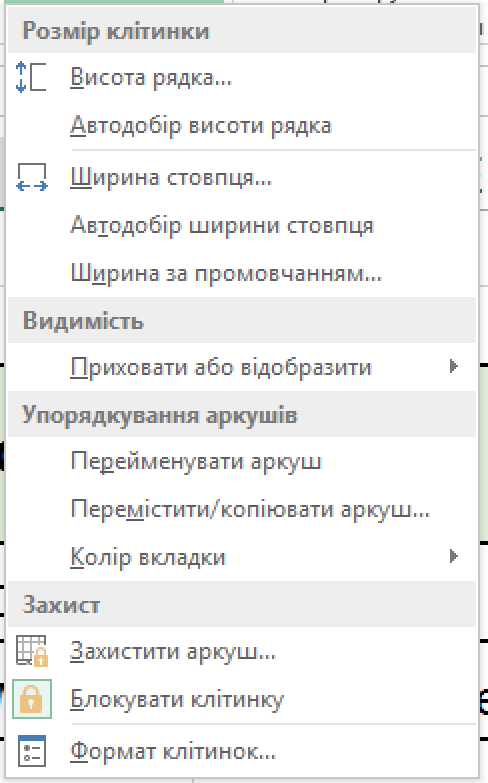 Розмір клітинки
Висота рядка...
Автодобір висоти рядка
Ширина стовпця...
Автодобір ширини стовпця
Ширина за промовчанням...
Видимість
Приховати або відобразити
Упорядкування аркушів
Перейменувати аркуш
Перемістити/копіювати аркуш...
Колір вкладки
Захист
Захистити аркуш...
Блокувати клітинку
Формат клітинок...